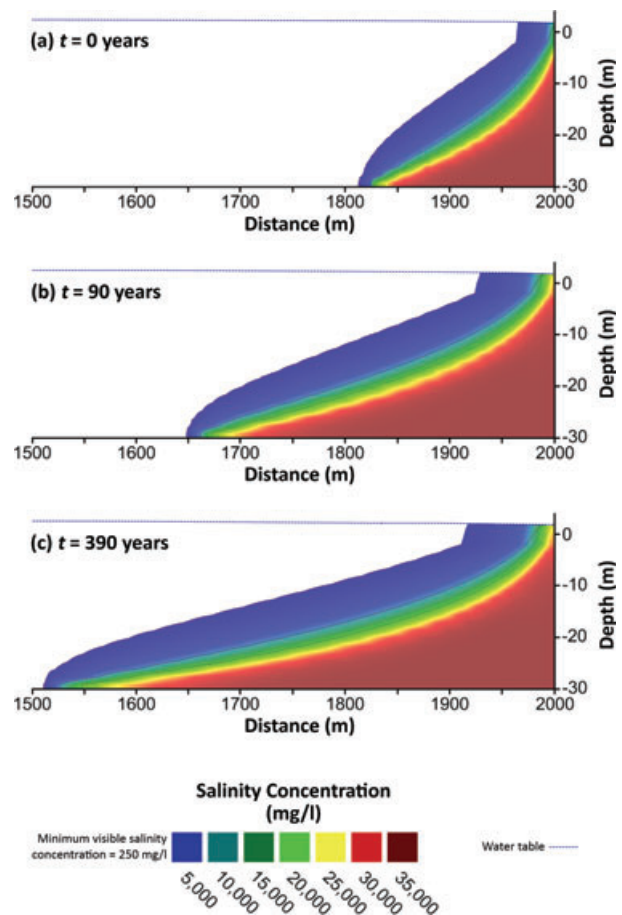 (a) t = 0 years
0
-10
-20
-30
Depth (m)
1500 1600 1700 1800 1900 2000
Distance (m)
(b) t = 90 years
0
-10
-20
-30
Depth (m)
1500 1600 1700 1800 1900 2000
Distance (m)
(c) t = 390 years
0
-10
-20
-30
Depth (m)
1500 1600 1700 1800 1900 2000
Distance (m)
Salinity Concentration
(mg/l)
Minimum visible salinity
concentration = 250 mg/l
5,000 10,000 15,000 20,000 25,000 30,000 35,000
Water table